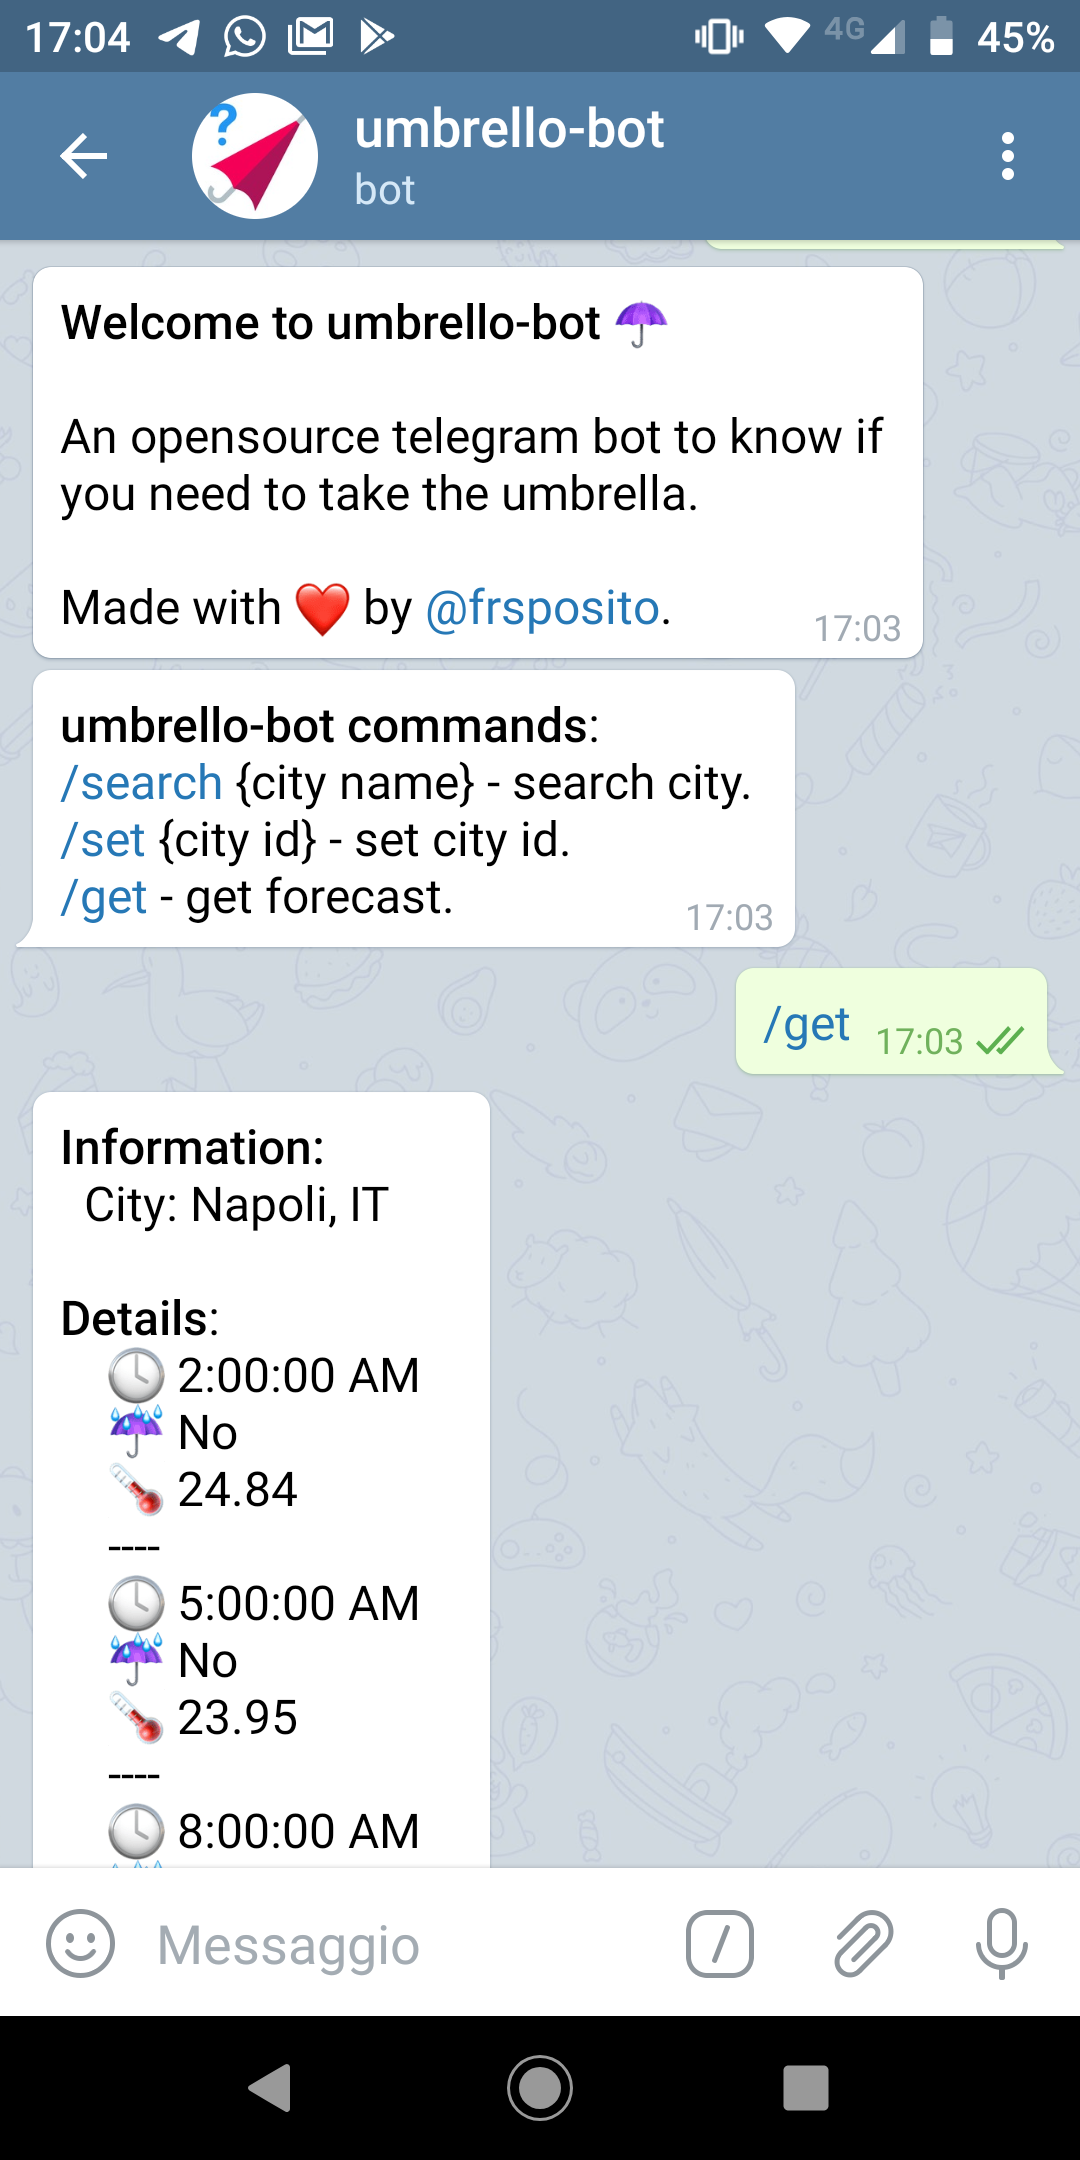 17:04 4G 45%
umbrello-bot
bot
Welcome to umbrello-bot ☂️
An opensource telegram bot to know if
you need to take the umbrella.
Made with ❤️ by @frsposito.
17:03
umbrello-bot commands:
/search {city name} - search city.
/set {city id} - set city id.
/get - get forecast.
17:03
/get 17:03
Information:
City: Napoli, IT
Details:
🕓 2:00:00 AM
☔ No
🌡️ 24.84
----
🕓 5:00:00 AM
☔ No
🌡️ 23.95
----
🕓 8:00:00 AM
Messaggio